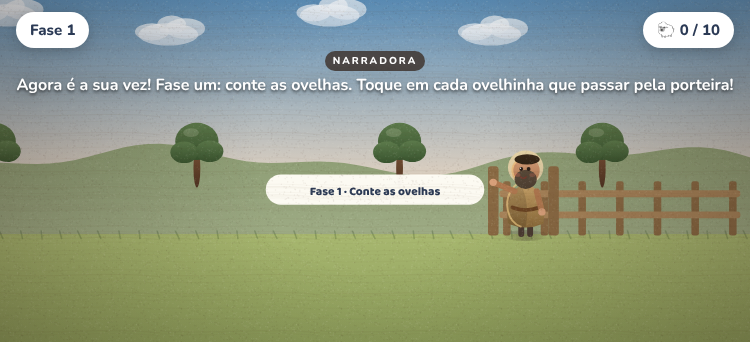 Fase 1
0 / 10
NARRADORA
Agora é a sua vez! Fase um: conte as ovelhas. Toque em cada ovelhinha que passar pela porteira!
Fase 1 · Conte as ovelhas